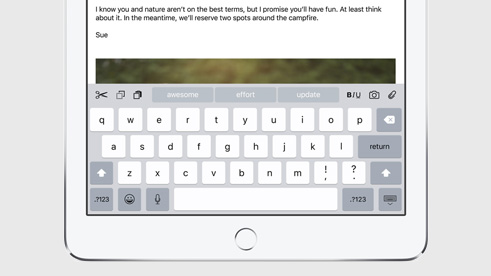 I know you and nature aren't on the best terms, but I promise you'll have fun. At least think
about it. In the meantime, we'll reserve two spots around the campfire.
Sue
awesome effort update B/U
q w e r t y u i o p
a s d f g h j k l return
z x c v b n m ! , ? .
.?123 .?123